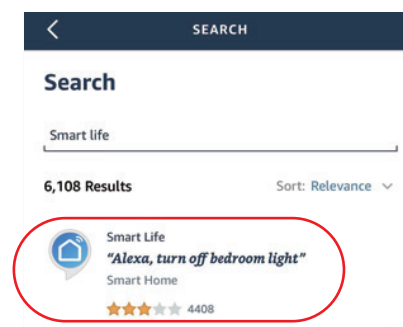 SEARCH
Search
Smart life
6,108 Results Sort: Relevance
Smart Life
“Alexa, turn off bedroom light”
Smart Home
4408